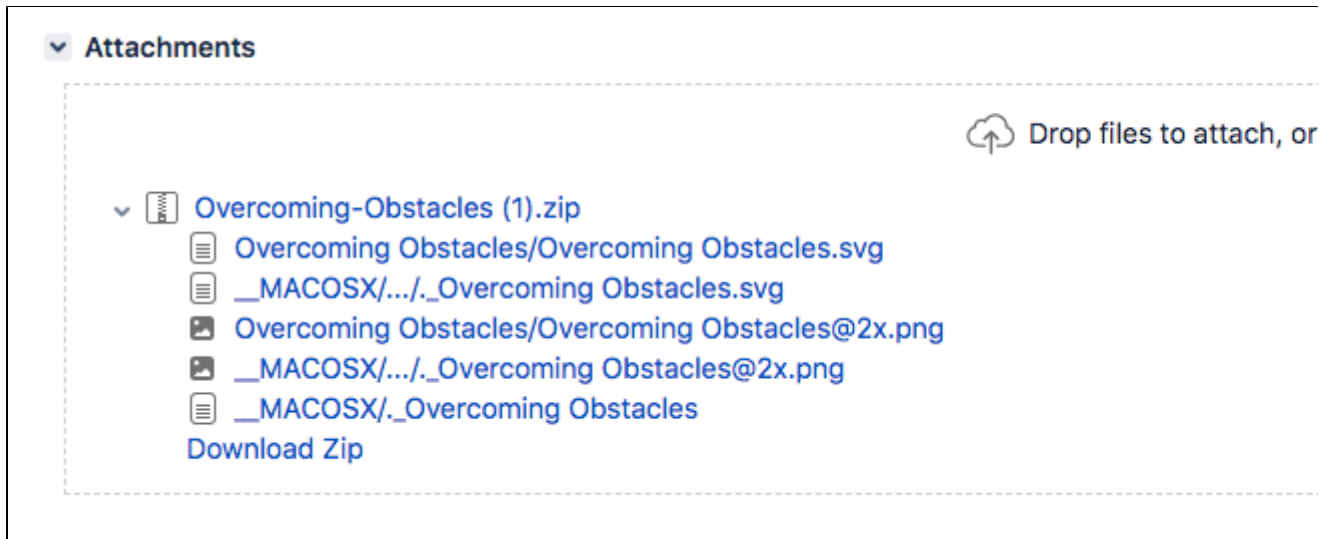 Attachments
Drop files to attach, or
Overcoming-Obstacles (1).zip
Overcoming Obstacles/Overcoming Obstacles.svg
__MACOSX/.../._Overcoming Obstacles.svg
Overcoming Obstacles/Overcoming Obstacles@2x.png
__MACOSX/.../._Overcoming Obstacles@2x.png
__MACOSX/._Overcoming Obstacles
Download Zip